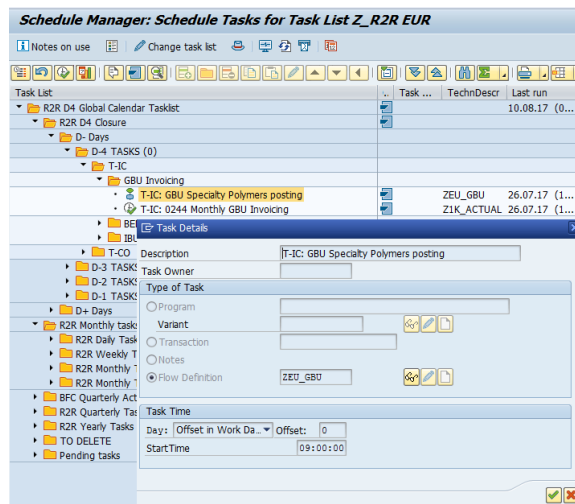 Schedule Manager: Schedule Tasks for Task List Z_R2R EUR
Notes on use Change task list
Task List Task ... TechnDescr Last run
R2R D4 Global Calendar Tasklist 10.08.17 (0...
R2R D4 Closure
D- Days
D-4 TASKS (0)
T-IC
GBU Invoicing
T-IC: GBU Specialty Polymers posting ZEU_GBU 26.07.17 (1...
T-IC: 0244 Monthly GBU Invoicing Z1K_ACTUAL 26.07.17 (1...
IBU
T-CO
D-3 TASKS
D-2 TASKS
D-1 TASKS
D+ Days
R2R Monthly tasks
R2R Daily Task
R2R Weekly T
R2R Monthly T
R2R Monthly T
BFC Quarterly Act
R2R Quarterly Tas
R2R Yearly Tasks
TO DELETE
Pending tasks
Task Details
Description T-IC: GBU Specialty Polymers posting
Task Owner
Type of Task
Program
Variant
Transaction
Notes
Flow Definition ZEU_GBU
Task Time
Day: Offset in Work Da... Offset: 0
StartTime 09:00:00